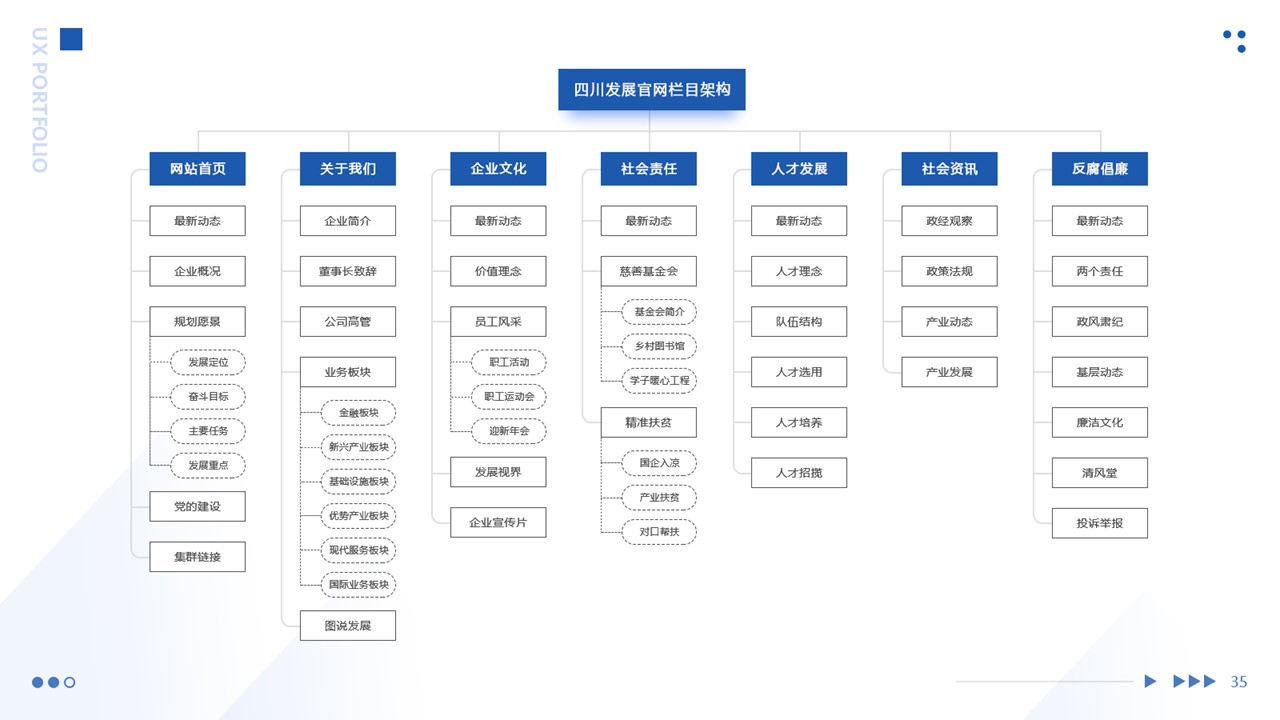 UX PORTFOLIO
四川发展官网栏目架构
网站首页
最新动态
企业概况
规划愿景
发展定位
奋斗目标
主要任务
发展重点
党的建设
集群链接
关于我们
企业简介
董事长致辞
公司高管
业务板块
金融板块
新兴产业板块
基础设施板块
优势产业板块
现代服务板块
国际业务板块
图说发展
企业文化
最新动态
价值理念
员工风采
职工活动
职工运动会
迎新年会
发展视界
企业宣传片
社会责任
最新动态
慈善基金会
基金会简介
乡村图书馆
学子暖心工程
精准扶贫
国企入凉
产业扶贫
对口帮扶
人才发展
最新动态
人才理念
队伍结构
人才选用
人才培养
人才招揽
社会资讯
政经观察
政策法规
产业动态
产业发展
反腐倡廉
最新动态
两个责任
政风肃纪
基层动态
廉洁文化
清风堂
投诉举报
35